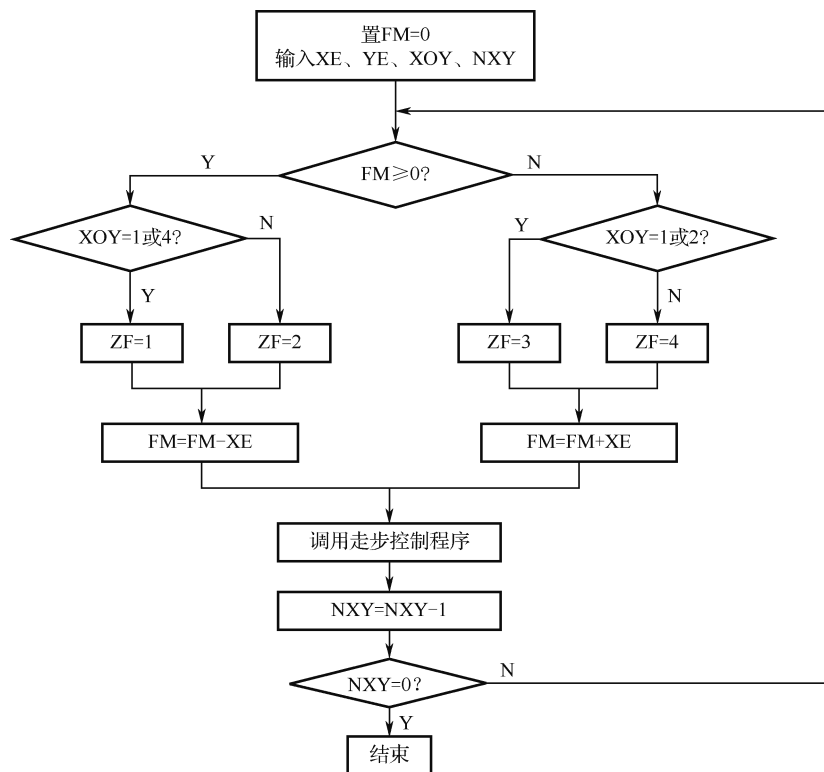 置FM=0
输入XE、YE、XOY、NXY
FM≥0?
Y
N
XOY=1或4?
N
Y
XOY=1或2?
Y
N
ZF=1
ZF=2
ZF=3
ZF=4
FM=FM−XE
FM=FM+XE
调用走步控制程序
NXY=NXY−1
NXY=0?
N
Y
结束